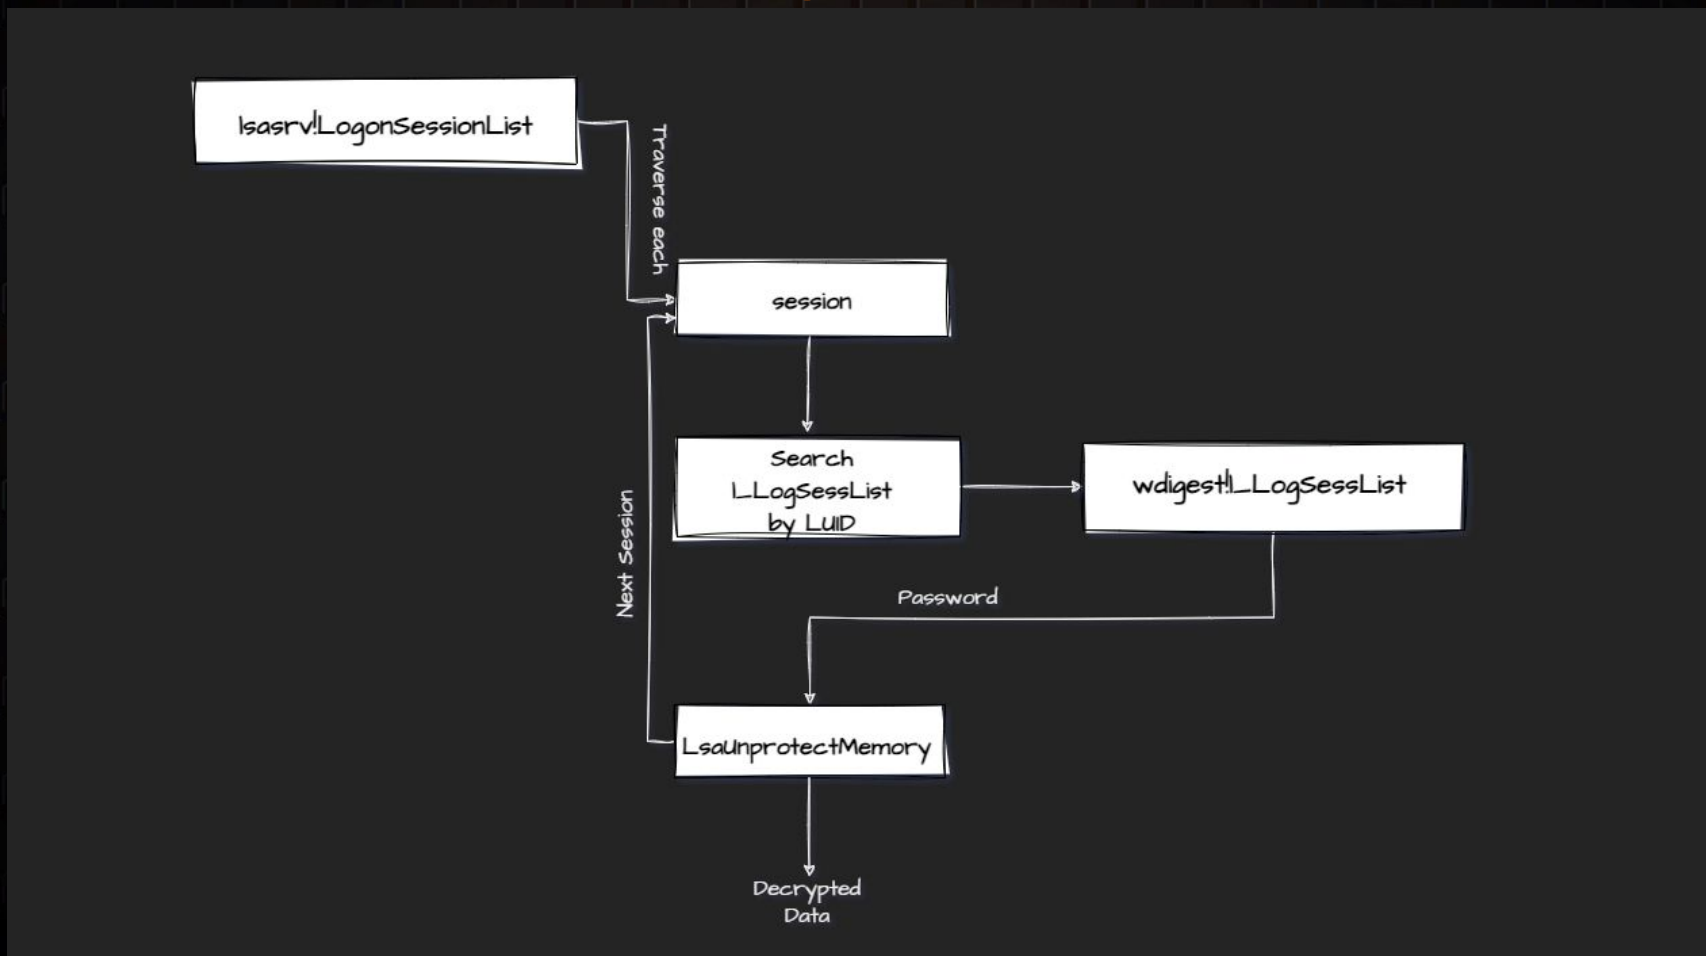 lsasrv!LogonSessionList
Traverse each
session
Search
l_LogSessList
by LUID
wdigest!l_LogSessList
Next Session
Password
LsaUnprotectMemory
Decrypted
Data